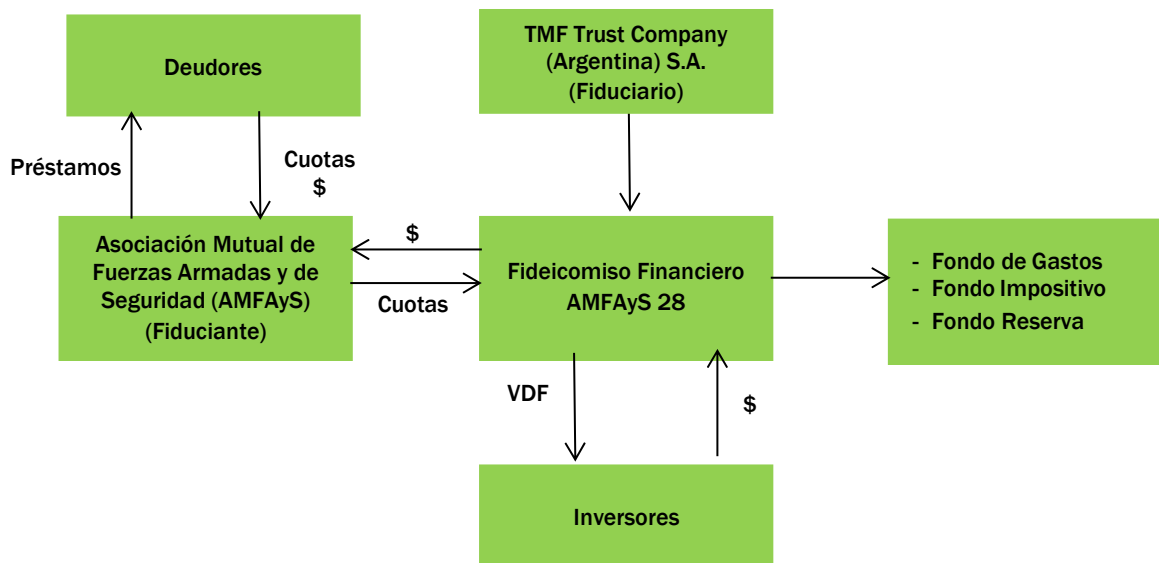 Deudores
TMF Trust Company
(Argentina) S.A.
(Fiduciario)
Préstamos
Cuotas
$
Asociación Mutual de
Fuerzas Armadas y de
Seguridad (AMFAyS)
(Fiduciante)
$
Cuotas
Fideicomiso Financiero
AMFAyS 28
- Fondo de Gastos
- Fondo Impositivo
- Fondo Reserva
VDF
$
Inversores